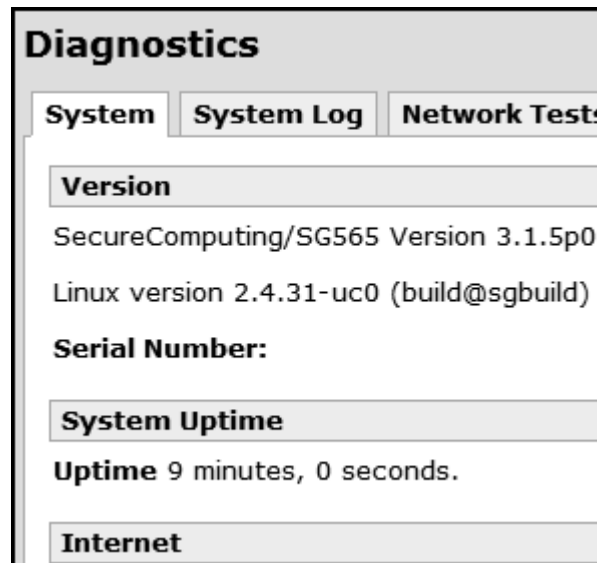 Diagnostics
System System Log Network Tests
Version
SecureComputing/SG565 Version 3.1.5p0
Linux version 2.4.31-uc0 (build@sgbuild)
Serial Number:
System Uptime
Uptime 9 minutes, 0 seconds.
Internet